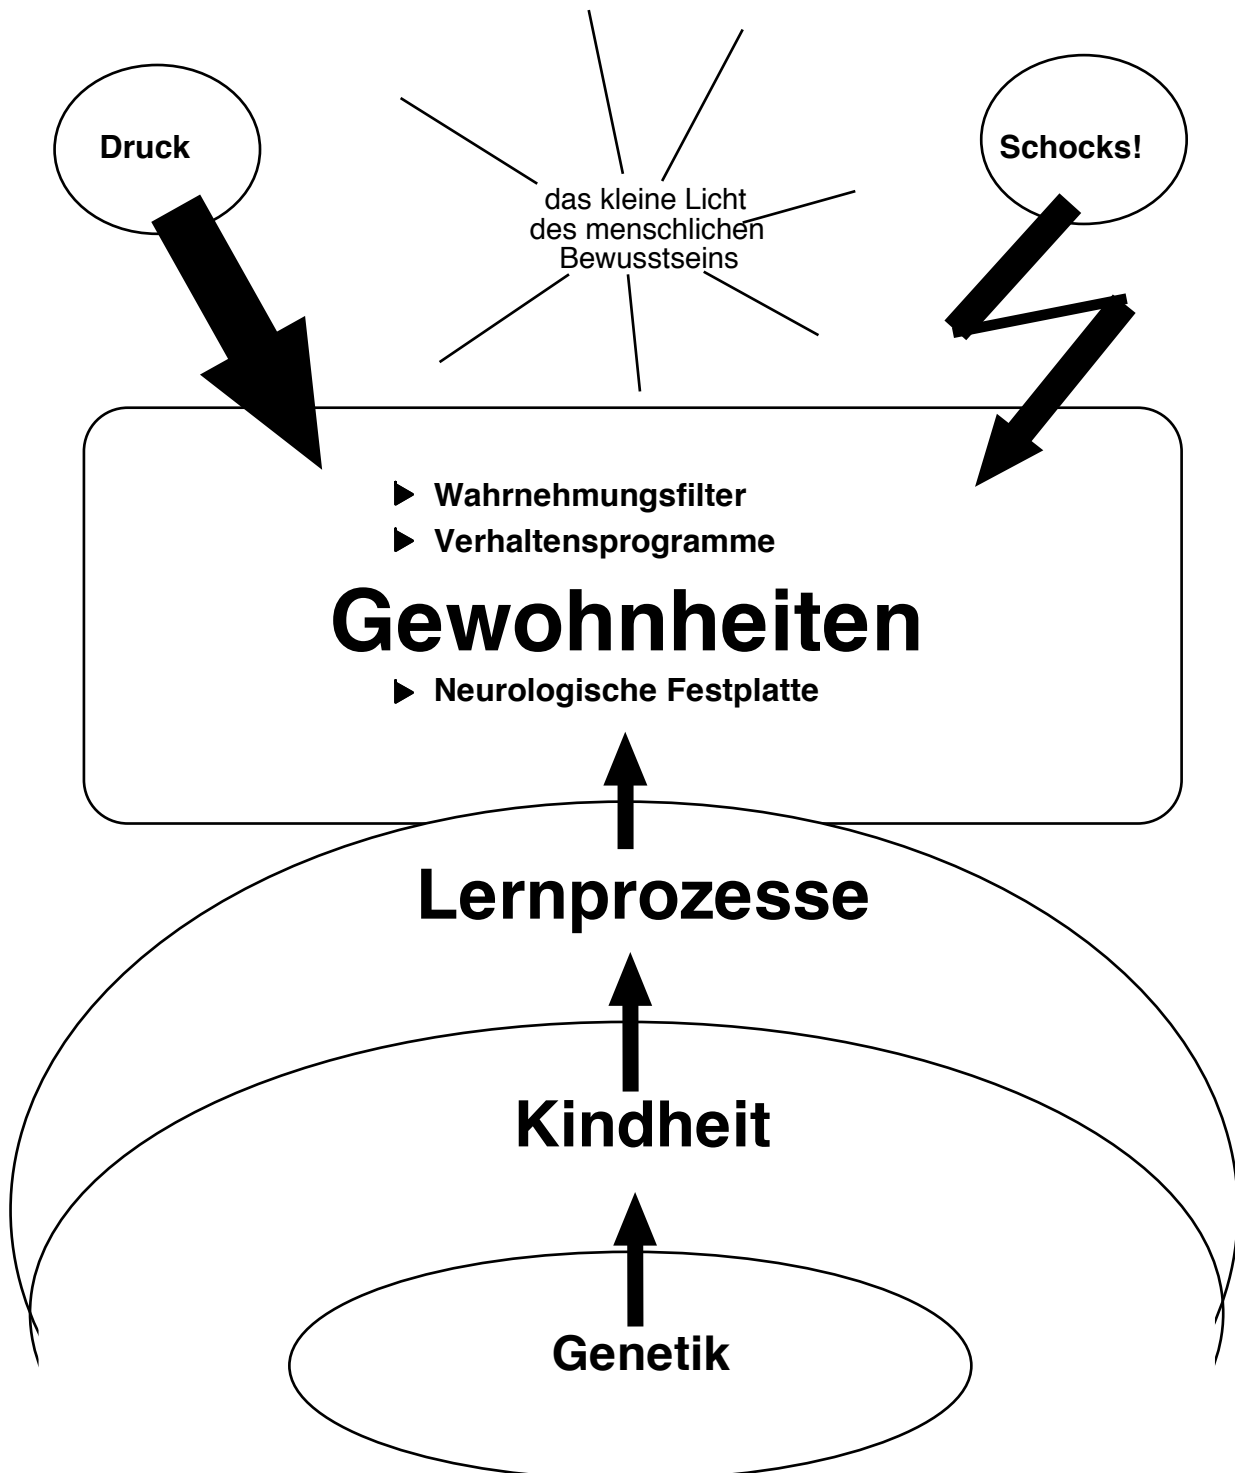 Druck
Schocks!
das kleine Licht
des menschlichen
Bewusstseins
Wahrnehmungsfilter
Verhaltensprogramme
Gewohnheiten
Neurologische Festplatte
Lernprozesse
Kindheit
Genetik